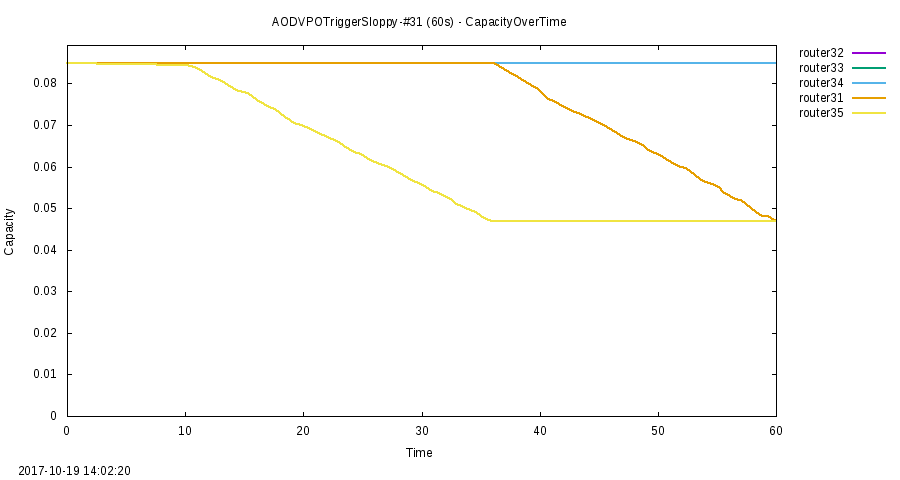 AODVPOTriggerSloppy-#31 (60s) - CapacityOverTime
router32
router33
router34
router31
router35
0.08
0.07
0.06
0.05
0.04
0.03
0.02
0.01
0
Capacity
0 10 20 30 40 50 60
Time
2017-10-19 14:02:20